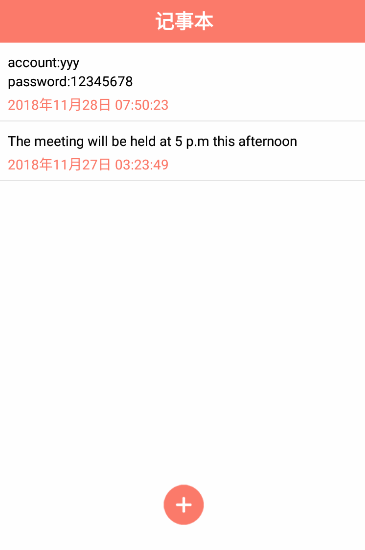 记事本
account:yyy
password:12345678
2018年11月28日 07:50:23
The meeting will be held at 5 p.m this afternoon
2018年11月27日 03:23:49